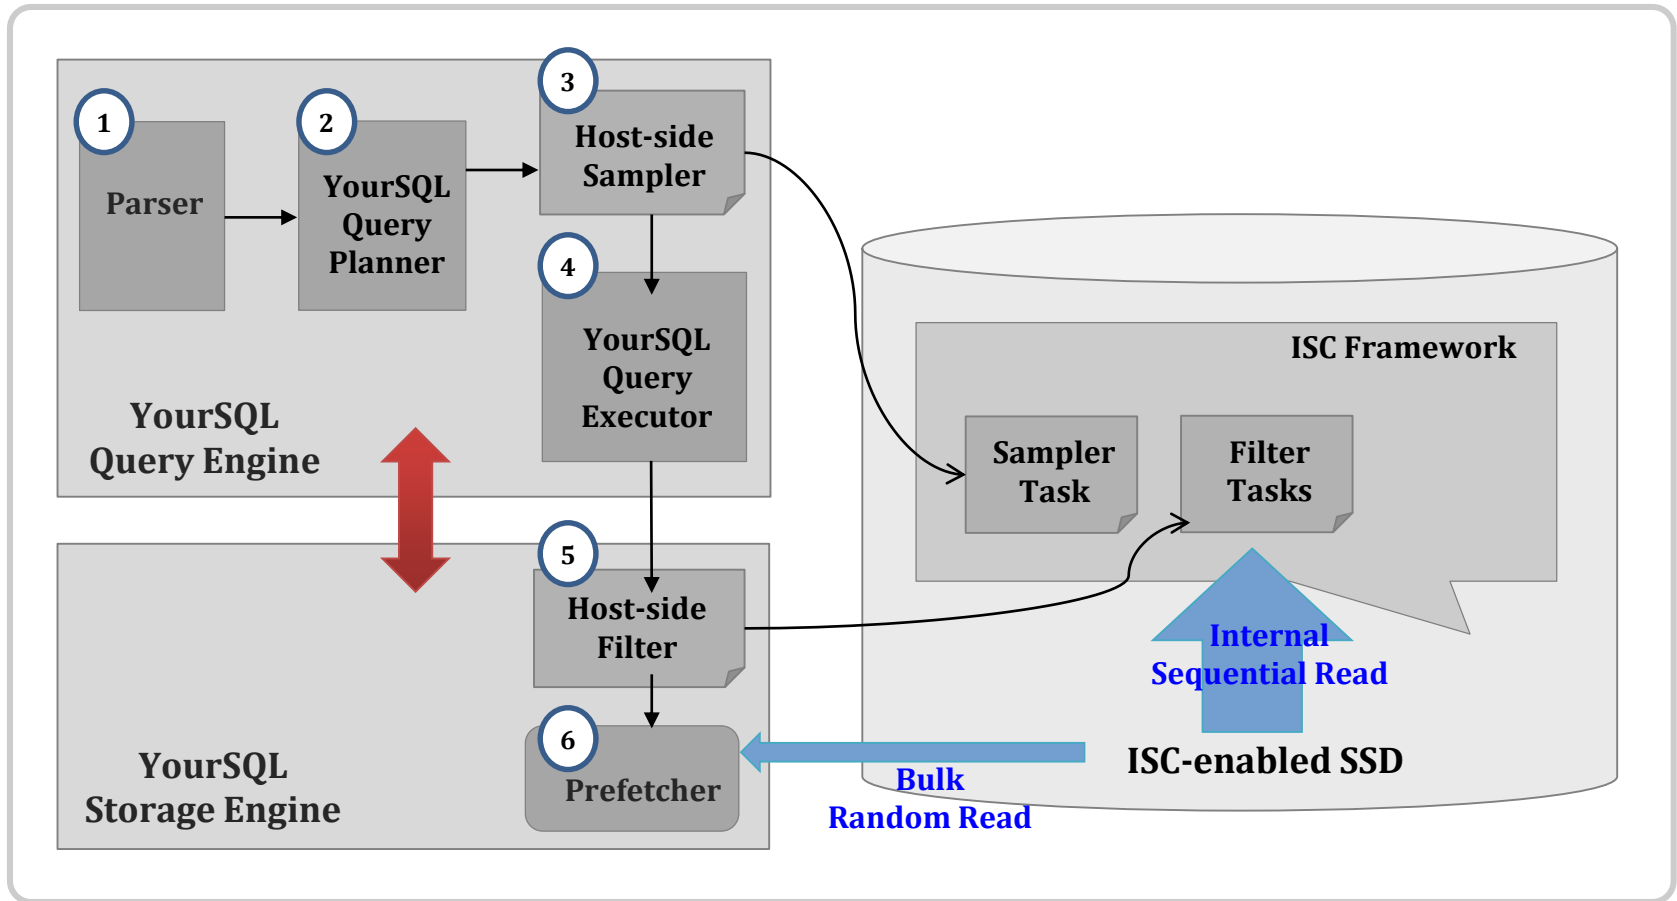 1
Parser
2
YourSQL
Query
Planner
3
Host-side
Sampler
4
YourSQL
Query
Executor
YourSQL
Query Engine
5
Host-side
Filter
6
Prefetcher
YourSQL
Storage Engine
ISC Framework
Sampler
Task
Filter
Tasks
Internal
Sequential Read
ISC-enabled SSD
Bulk
Random Read